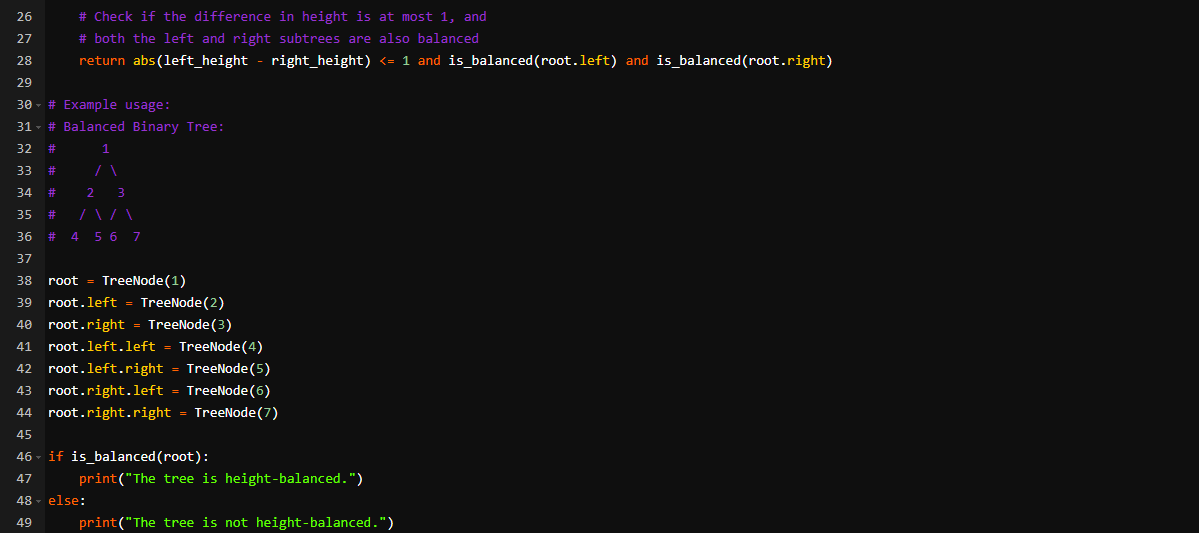 26     # Check if the difference in height is at most 1, and
27     # both the left and right subtrees are also balanced
28     return abs(left_height - right_height) <= 1 and is_balanced(root.left) and is_balanced(root.right)
29
30 # Example usage:
31 # Balanced Binary Tree:
32 #      1
33 #     / \
34 #    2   3
35 #   / \ / \
36 #  4  5 6  7
37
38 root = TreeNode(1)
39 root.left = TreeNode(2)
40 root.right = TreeNode(3)
41 root.left.left = TreeNode(4)
42 root.left.right = TreeNode(5)
43 root.right.left = TreeNode(6)
44 root.right.right = TreeNode(7)
45
46 if is_balanced(root):
47     print("The tree is height-balanced.")
48 else:
49     print("The tree is not height-balanced.")